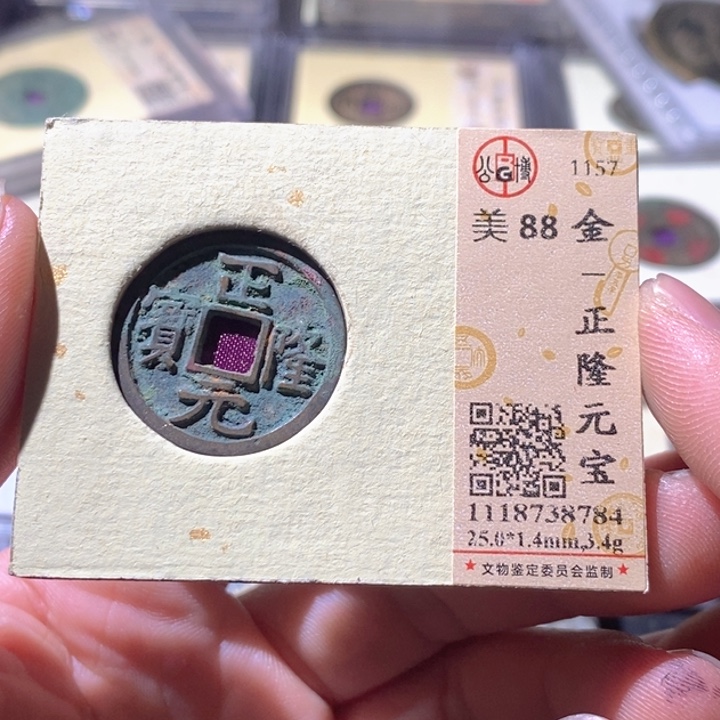 正隆元寶
公博
1157
美 88
金
—
正隆元宝
1118738784
25.0*1.4mm,3.4g
★ 文物鉴定委员会监制 ★